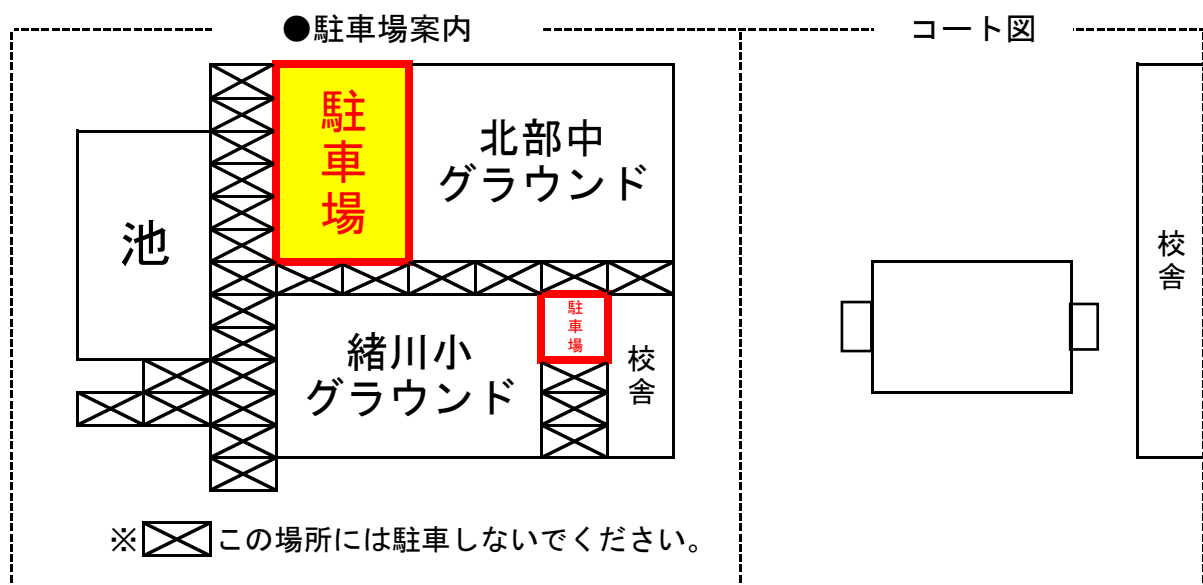 ●駐車場案内
コート図
駐車場
北部中
グラウンド
池
駐車場
緒川小
グラウンド
校舎
校舎
※この場所には駐車しないでください。